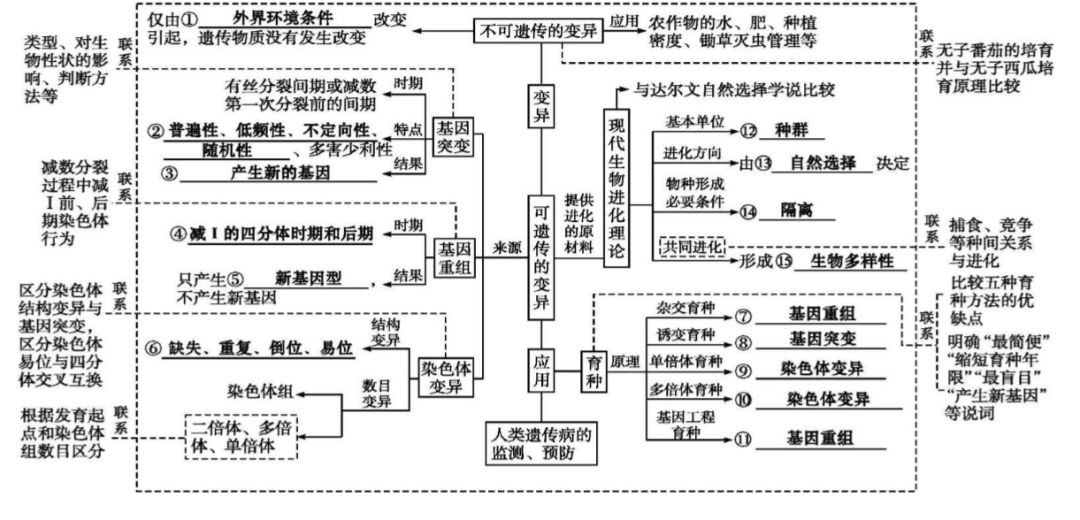 仅由① 外界环境条件 改变
引起，遗传物质没有发生改变
不可遗传的变异
应用
农作物的水、肥、种植
密度、锄草灭虫管理等
联系
类型、对生
物性状的影
响、判断方
法等
联系
无子番茄的培育
并与无子西瓜培
育原理比较
变异
有丝分裂间期或减数
第一次分裂前的间期
时期
② 普遍性、低频性、不定向性、
随机性 、多害少利性
特点
③ 产生新的基因
结果
基因
突变
与达尔文自然选择学说比较
现代生物进化理论
基本单位
⑫ 种群
进化方向
由⑬ 自然选择 决定
物种形成
必要条件
⑭ 隔离
共同进化
形成⑮ 生物多样性
联系
捕食、竞争
等种间关系
与进化
减数分裂
过程中减
Ⅰ前、后
期染色体
行为
联系
④ 减Ⅰ的四分体时期和后期
时期
只产生⑤ 新基因型 ，
不产生新基因
结果
基因
重组
来源
可遗传的变异
提供
进化的原
材料
区分染色体
结构变异与
基因突变，
区分染色体
易位与四分
体交叉互换
联系
⑥ 缺失、重复、倒位、易位
结构
变异
染色体
变异
数目
变异
染色体组
二倍体、多倍
体、单倍体
联系
根据发育起
点和染色体
组数目区分
应用
育种
原理
杂交育种
⑦ 基因重组
诱变育种
⑧ 基因突变
单倍体育种
⑨ 染色体变异
多倍体育种
⑩ 染色体变异
基因工程
育种
⑪ 基因重组
人类遗传病的
监测、预防
联系
比较五种育
种方法的优
缺点
明确“最简便”
“缩短育种年
限”“最盲目”
“产生新基因”
等说词